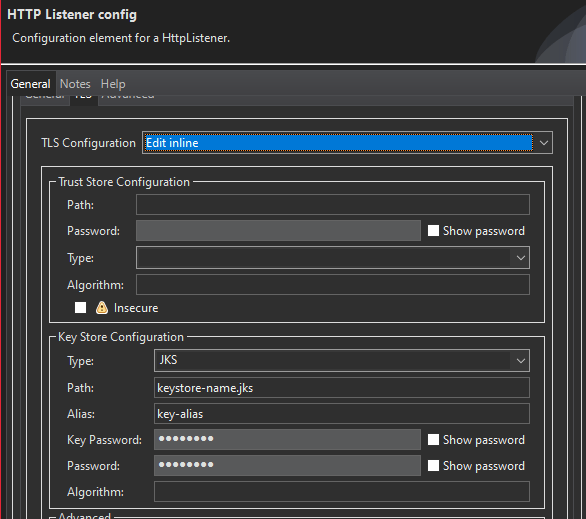 HTTP Listener config
Configuration element for a HttpListener.
General Notes Help
General TLS Advanced
TLS Configuration Edit inline
Trust Store Configuration
Path:
Password: Show password
Type:
Algorithm:
Insecure
Key Store Configuration
Type: JKS
Path: keystore-name.jks
Alias: key-alias
Key Password: ●●●●●●●● Show password
Password: ●●●●●●●● Show password
Algorithm:
Advanced